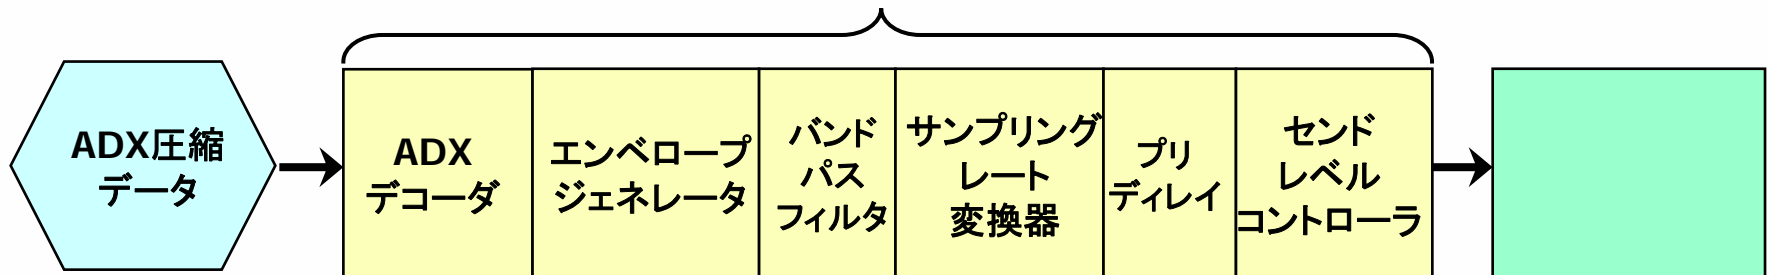 ADX圧縮
データ
ADX
デコーダ
エンベロープ
ジェネレータ
バンド
パス
フィルタ
サンプリング
レート
変換器
プリ
ディレイ
センド
レベル
コントローラ